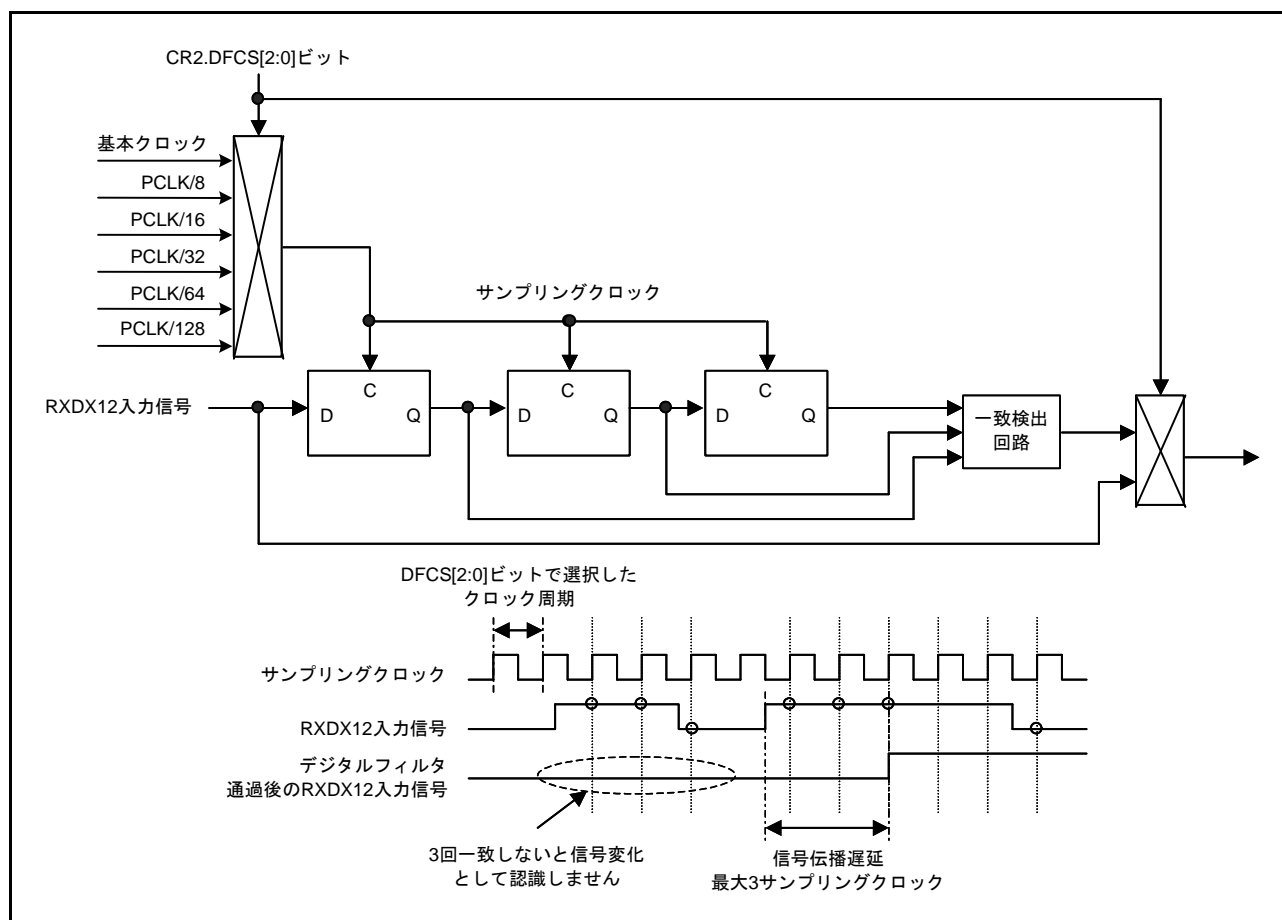 CR2.DFCS[2:0]ビット
基本クロック
PCLK/8
PCLK/16
PCLK/32
PCLK/64
PCLK/128
サンプリングクロック
RXDX12入力信号
C
D
Q
C
D
Q
C
D
Q
一致検出
回路
DFCS[2:0]ビットで選択した
クロック周期
サンプリングクロック
RXDX12入力信号
デジタルフィルタ
通過後のRXDX12入力信号
3回一致しないと信号変化
として認識しません
信号伝播遅延
最大3サンプリングクロック